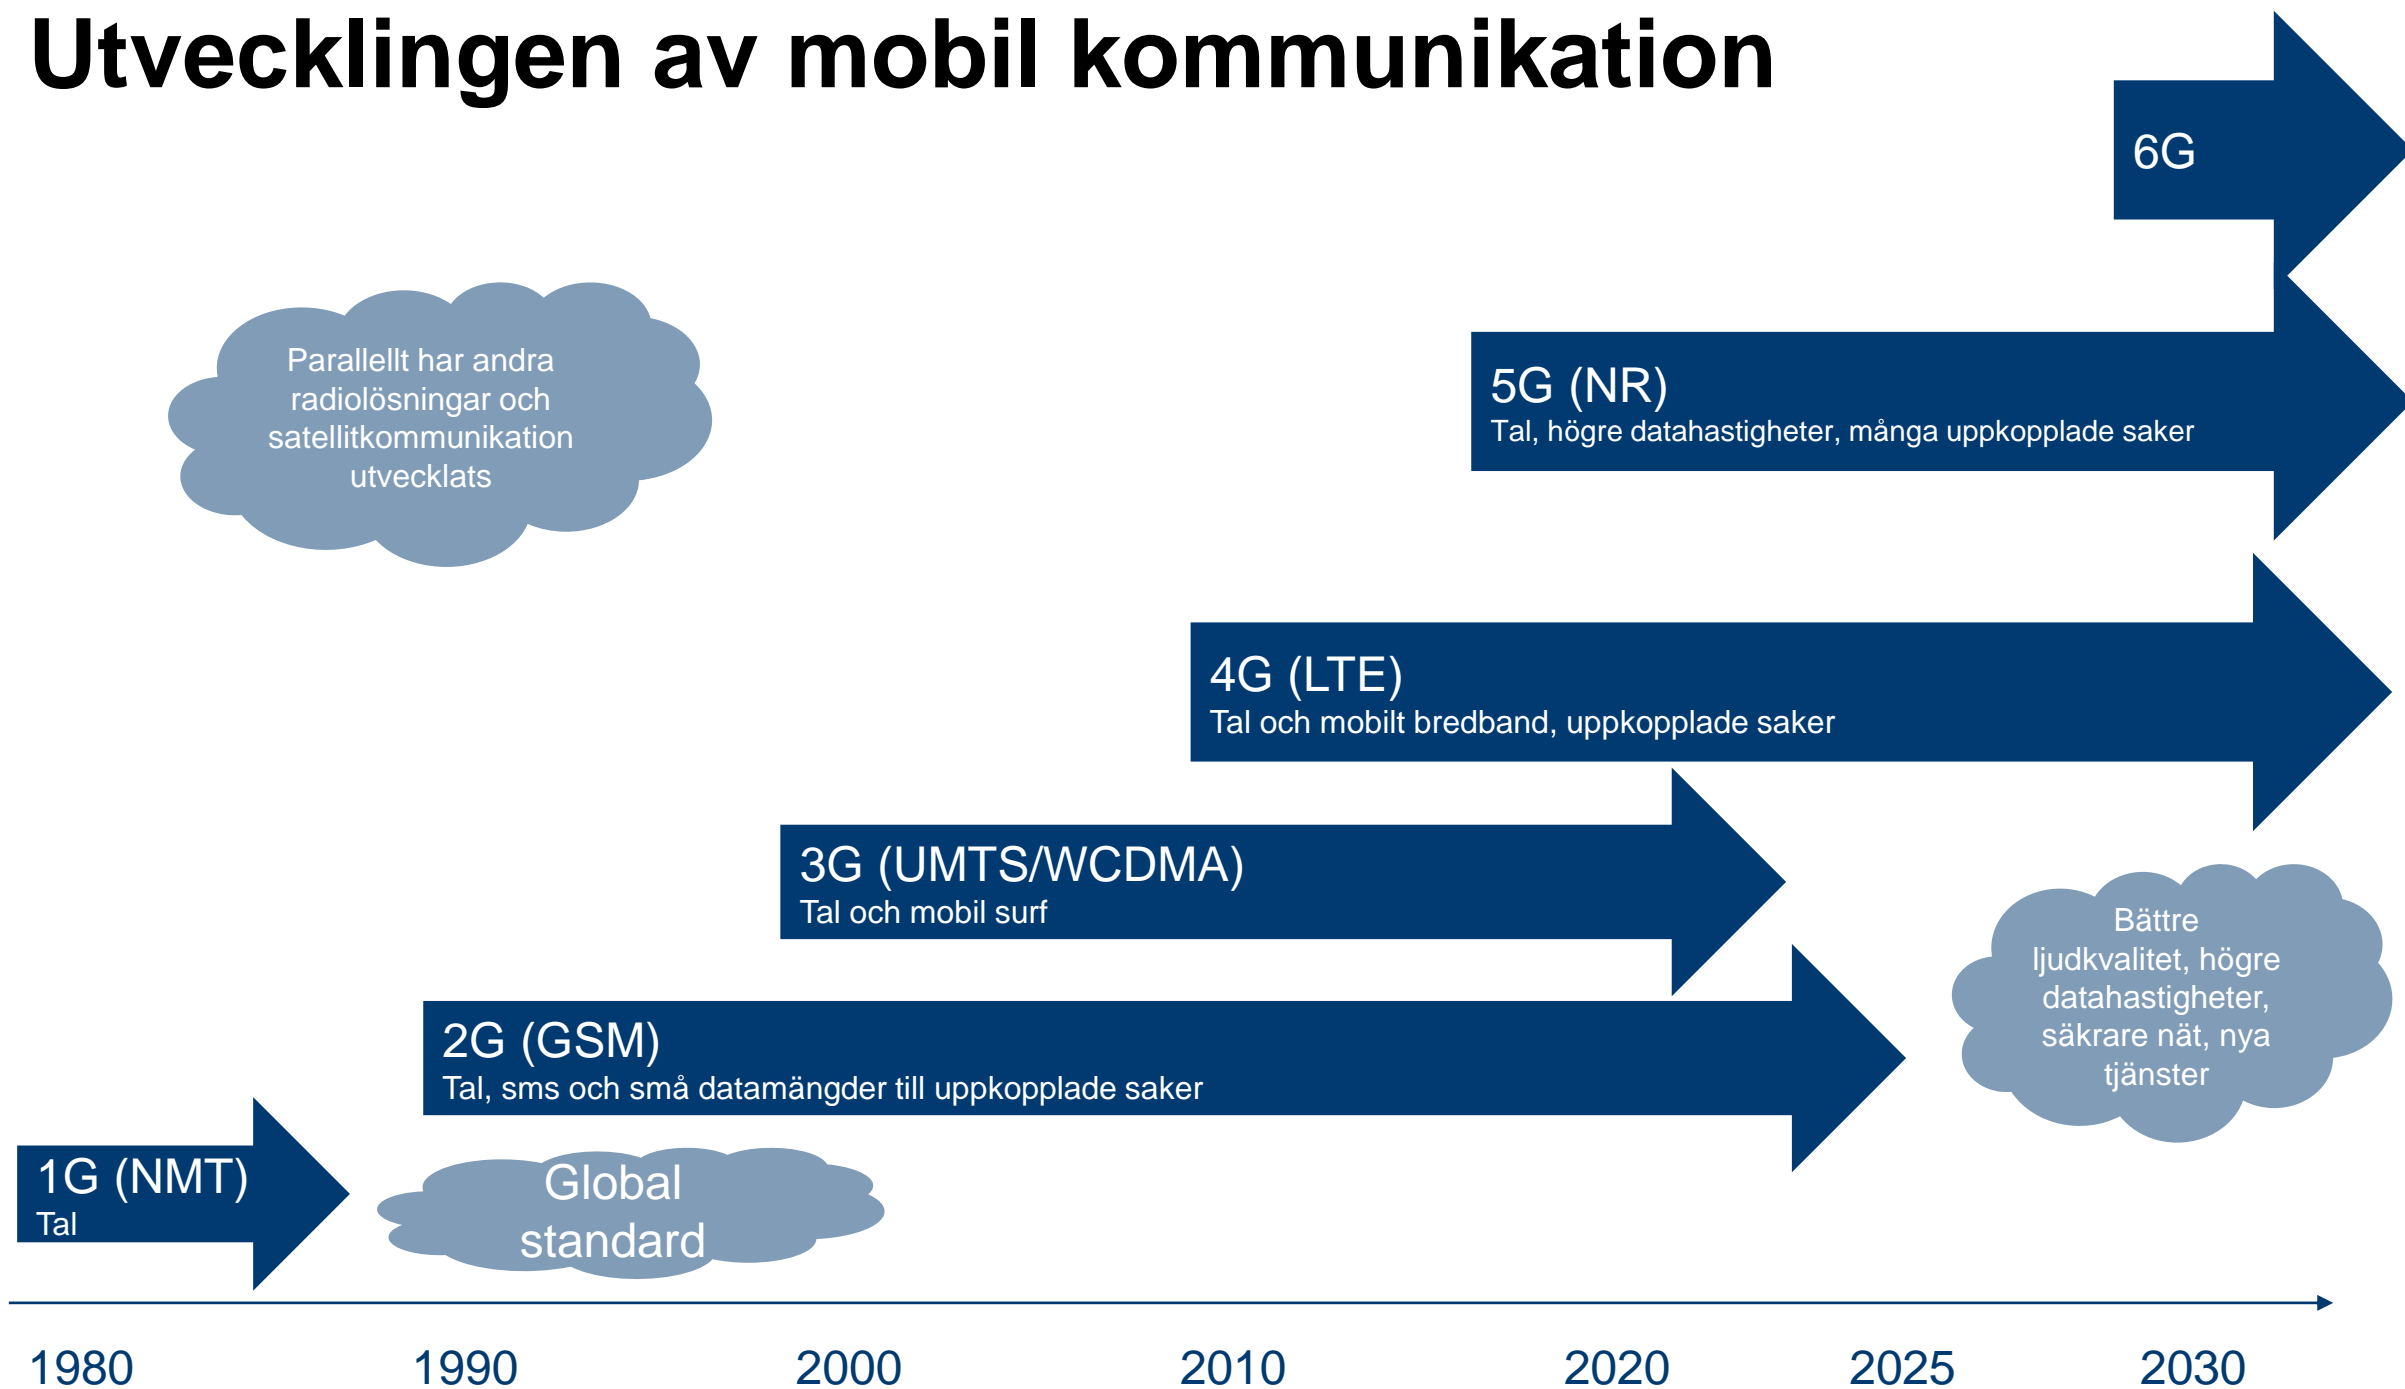 Utvecklingen av mobil kommunikation
6G
Parallellt har andra
radiolösningar och
satellitkommunikation
utvecklats
5G (NR)
Tal, högre datahastigheter, många uppkopplade saker
4G (LTE)
Tal och mobilt bredband, uppkopplade saker
3G (UMTS/WCDMA)
Tal och mobil surf
Bättre
ljudkvalitet, högre
datahastigheter,
säkrare nät, nya
tjänster
2G (GSM)
Tal, sms och små datamängder till uppkopplade saker
1G (NMT)
Tal
Global
standard
1980 1990 2000 2010 2020 2025 2030